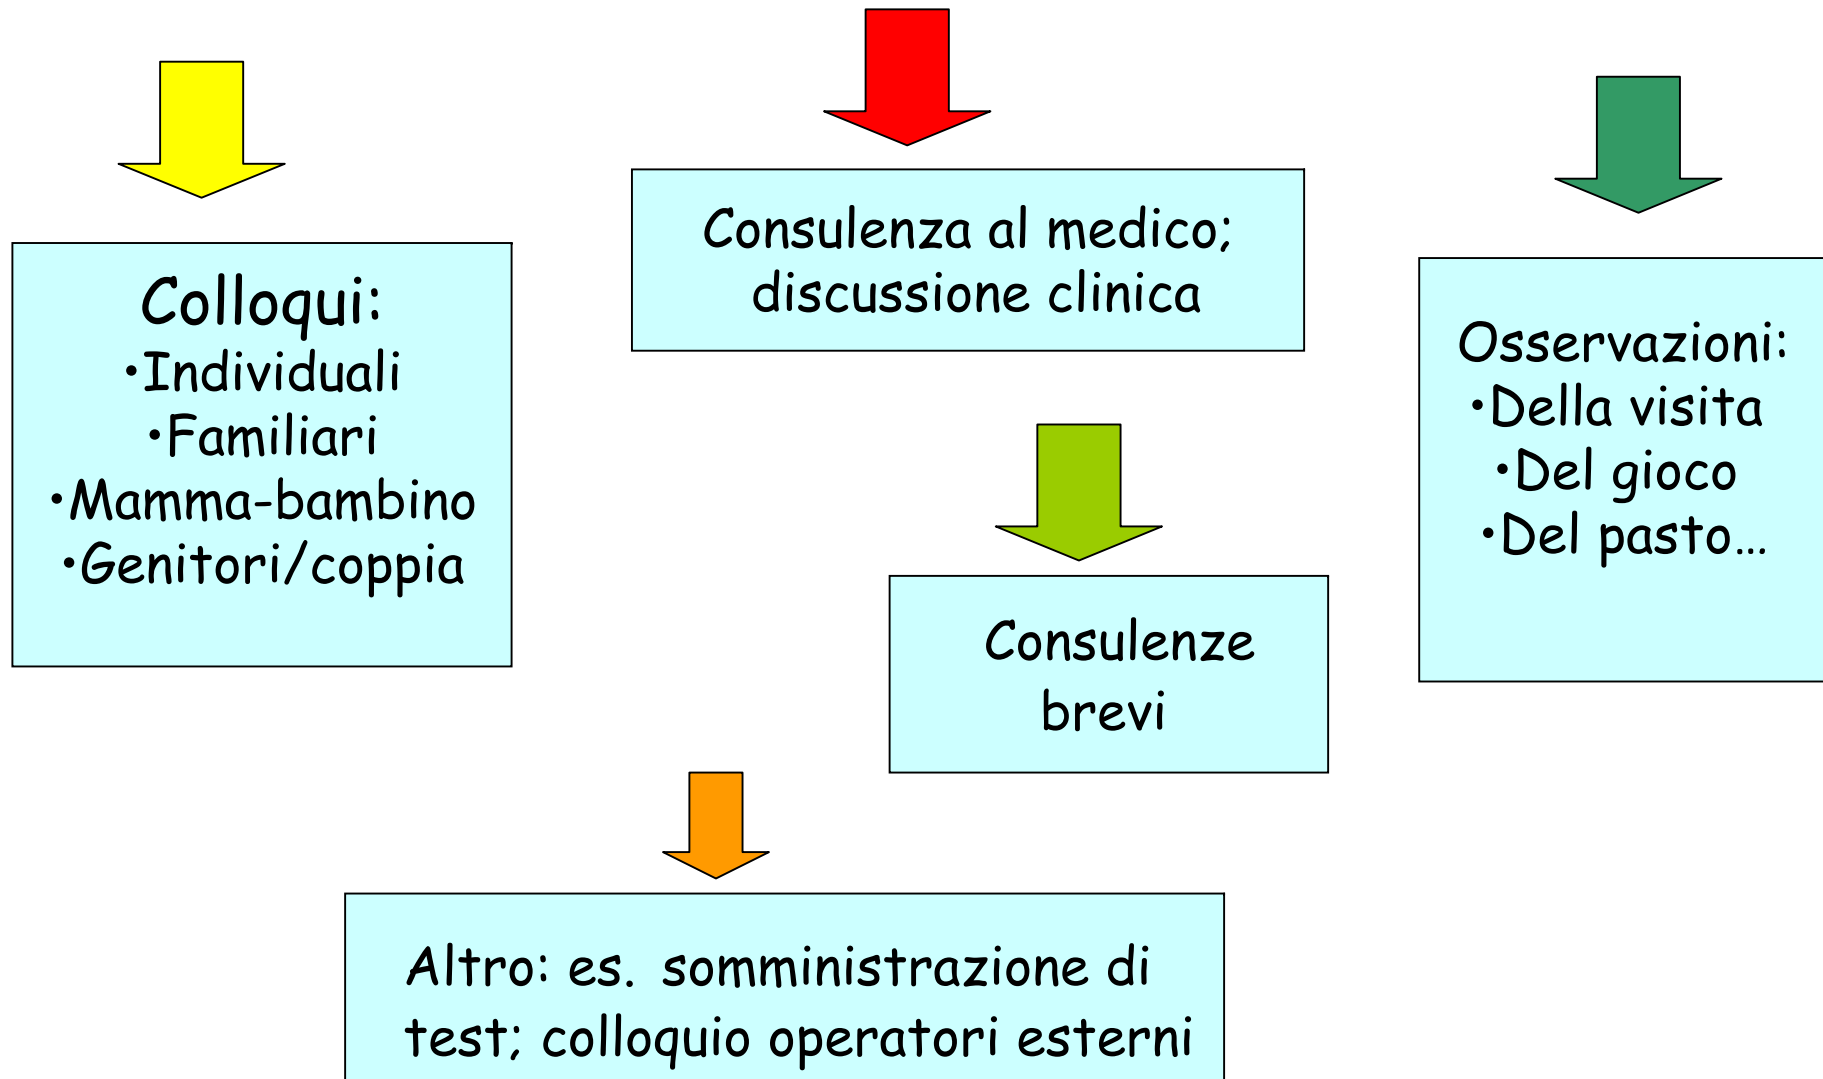 Colloqui:
•Individuali
•Familiari
•Mamma-bambino
•Genitori/coppia
Consulenza al medico;
discussione clinica
Osservazioni:
•Della visita
•Del gioco
•Del pasto…
Consulenze
brevi
Altro: es. somministrazione di
test; colloquio operatori esterni